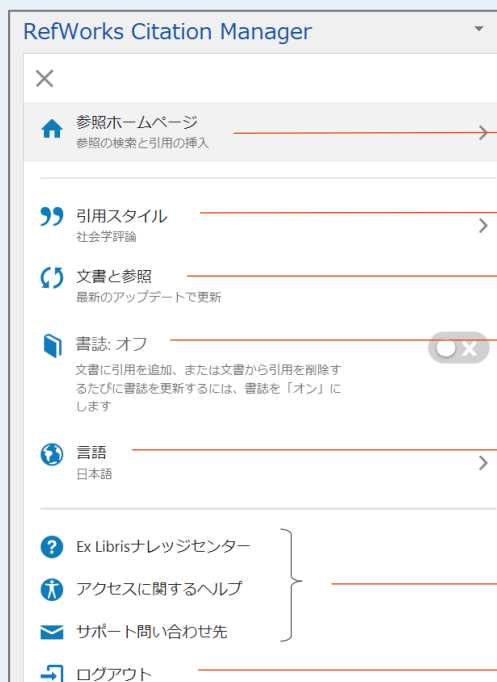 RefWorks Citation Manager
参照ホームページ
参照の検索と引用の挿入
引用スタイル
社会学評論
文書と参照
最新のアップデートで更新
書誌: オフ
文書に引用を追加、または文書から引用を削除す
るたびに書誌を更新するには、書誌を「オン」に
します
言語
日本語
Ex Librisナレッジセンター
アクセスに関するヘルプ
サポート問い合わせ先
ログアウト